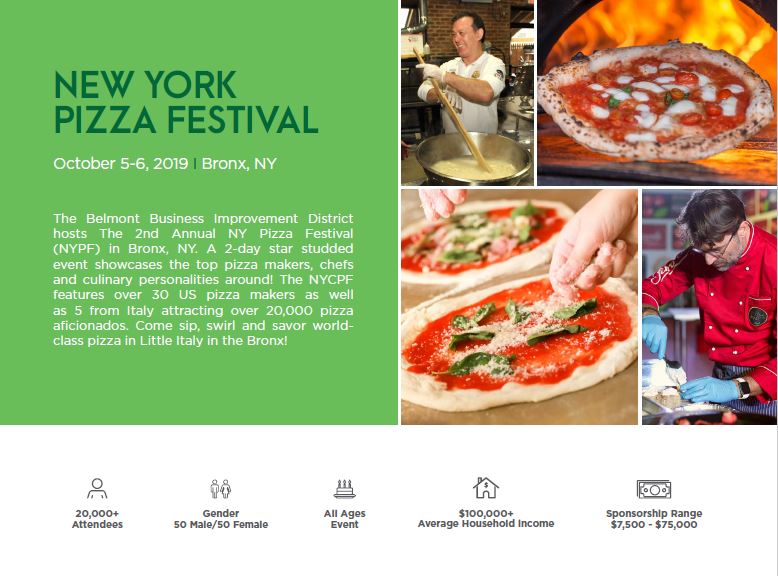 NEW YORK
PIZZA FESTIVAL
October 5-6, 2019 | Bronx, NY
The Belmont Business Improvement District
hosts The 2nd Annual NY Pizza Festival
(NYPF) in Bronx, NY. A 2-day star studded
event showcases the top pizza makers, chefs
and culinary personalities around! The NYCPF
features over 30 US pizza makers as well
as 5 from Italy attracting over 20,000 pizza
aficionados. Come sip, swirl and savor world-
class pizza in Little Italy in the Bronx!
20,000+
Attendees
Gender
50 Male/50 Female
All Ages
Event
$100,000+
Average Household Income
Sponsorship Range
$7,500 - $75,000